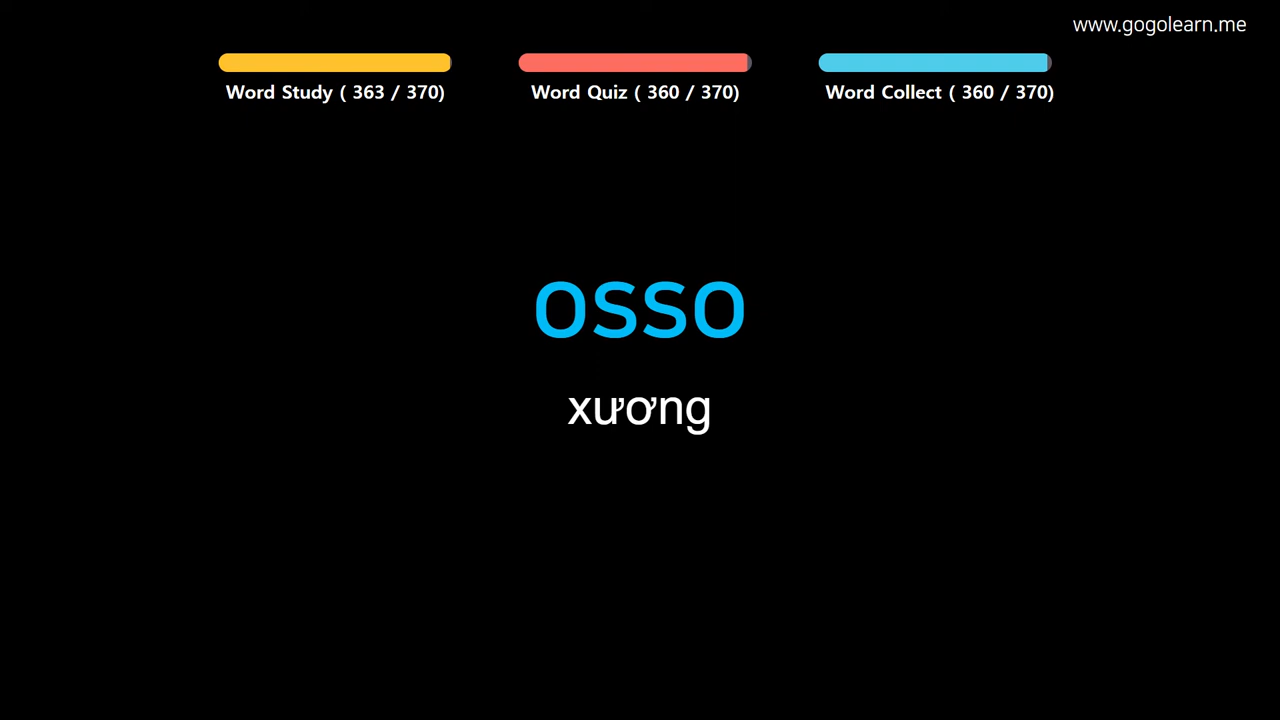 www.gogolearn.me
Word Study ( 363 / 370)
Word Quiz ( 360 / 370)
Word Collect ( 360 / 370)
osso
xương